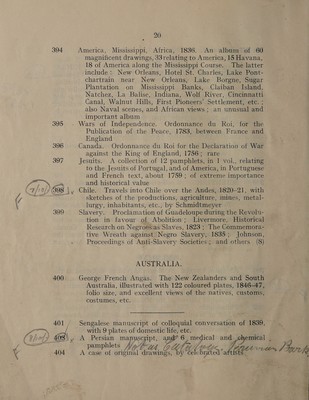 20
394 America, Mississippi, Africa, 1836. An album of 60
magnificent drawings, 33 relating to America, 15 Havana,
18 of America along the Mississippi Course. The latter
include: New Orleans, Hotel St. Charles, Lake Pont-
chartrain near New Orleans, Lake Borgne, Sugar
Plantation on Mississippi Banks, Claiban Island,
Natchez, La Balise, Indiana, Wolf River, Cincinnatti
Canal, Walnut Hills, First Pioneers' Settlement, etc.;
also Naval scenes, and African views; an unusual and
important album
395 Wars of Independence. Ordonnance du Roi, for the
Publication of the Peace, 1783, between France and
England
396 Canada. Ordonnance du Roi for the Declaration of War
against the King of England, 1756; rare
397 Jesuits. A collection of 12 pamphlets, in 1 vol., relating
to the Jesuits of Portugal, and of America, in Portuguese
and French text, about 1759; of extreme importance
and historical value
398 Chile. Travels into Chile over the Andes, 1820-21, with
sketches of the productions, agriculture, mines, metal-
lurgy, inhabitants, etc., by Schmidtmeyer
399 Slavery. Proclamation of Guadeloupe during the Revolu-
tion in favour of Abolition; Livermore, Historical
Research on Negroes as Slaves, 1823; The Commemora-
tive Wreath against Negro Slavery, 1835; Johnson,
Proceedings of Anti-Slavery Societies; and others (8)
AUSTRALIA.
400 George French Angas. The New Zealanders and South
Australia, illustrated with 122 coloured plates, 1846-47,
folio size, and excellent views of the natives, customs,
costumes, etc.
401 Sengalese manuscript of colloquial conversation of 1839,
with 9 plates of domestic life, etc.
403 A Persian manuscript, and 6 medical and chemical
pamphlets
404 A case of original drawings, by celebrated artists